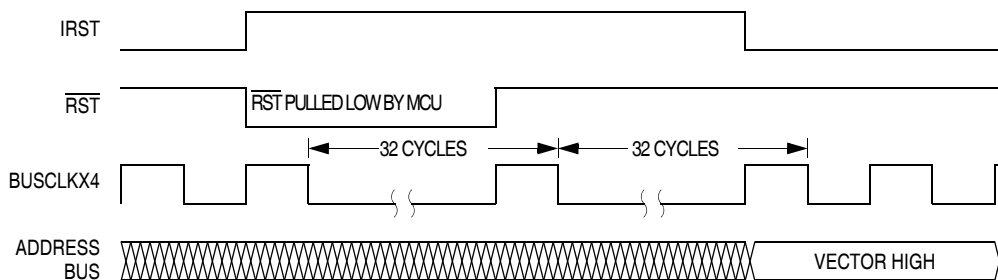 IRST
RST
RST PULLED LOW BY MCU
32 CYCLES 32 CYCLES
BUSCLKX4
ADDRESS
BUS
VECTOR HIGH